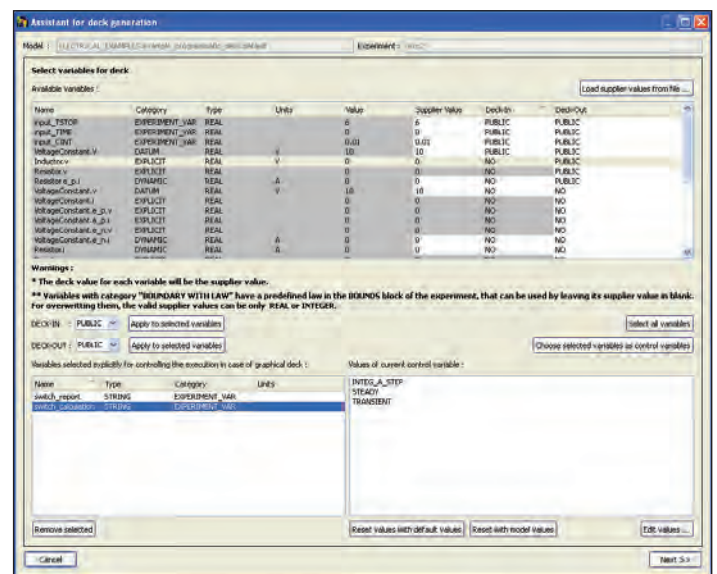 Assistant for deck generation
Model :
Experiment :
Select variables for deck
Available variables :
Load supplier values from file ...
Name Category Type Units Value Supplier Value Deck-In Deck-Out
input_TSTOP EXPERIMENT_VAR REAL 6 6 PUBLIC PUBLIC
input_TIME EXPERIMENT_VAR REAL 0 0 PUBLIC PUBLIC
input_CINT EXPERIMENT_VAR REAL 0.01 0.01 PUBLIC PUBLIC
VoltageConstant.V DATUM REAL V 10 10 PUBLIC PUBLIC
Inductor.v EXPLICIT REAL V 0 0 NO PUBLIC
Resistor.v EXPLICIT REAL 0 0 NO PUBLIC
Resistor.e_p.i DYNAMIC REAL A 0 0 NO PUBLIC
VoltageConstant.v DATUM REAL V 10 10 NO NO
VoltageConstant.i EXPLICIT REAL 0 0 NO NO
VoltageConstant.e_p.v EXPLICIT REAL 0 0 NO NO
VoltageConstant.e_p.i EXPLICIT REAL 0 0 NO NO
VoltageConstant.e_n.v EXPLICIT REAL 0 0 NO NO
VoltageConstant.e_n.i DYNAMIC REAL A 0 0 NO NO
Resistor.i DYNAMIC REAL A 0 0 NO NO
Warnings :
* The deck value for each variable will be the supplier value.
** Variables with category "BOUNDARY WITH LAW" have a predefined law in the BOUNDS block of the experiment, that can be used by leaving its supplier value in blank.
For overwritting them, the valid supplier values can be only REAL or INTEGER.
DECK-IN : PUBLIC Apply to selected variables Select all variables
DECK-OUT : PUBLIC Apply to selected variables Choose selected variables as control variables
Variables selected explicitly for controlling the execution in case of graphical deck :
Values of current control variable :
Name Type Category Units
switch_report STRING EXPERIMENT_VAR
switch_calculation STRING EXPERIMENT_VAR
INTEG_A_STEP
STEADY
TRANSIENT
Remove selected
Reset values with default values
Reset with model values
Edit values ...
Cancel
Next >>